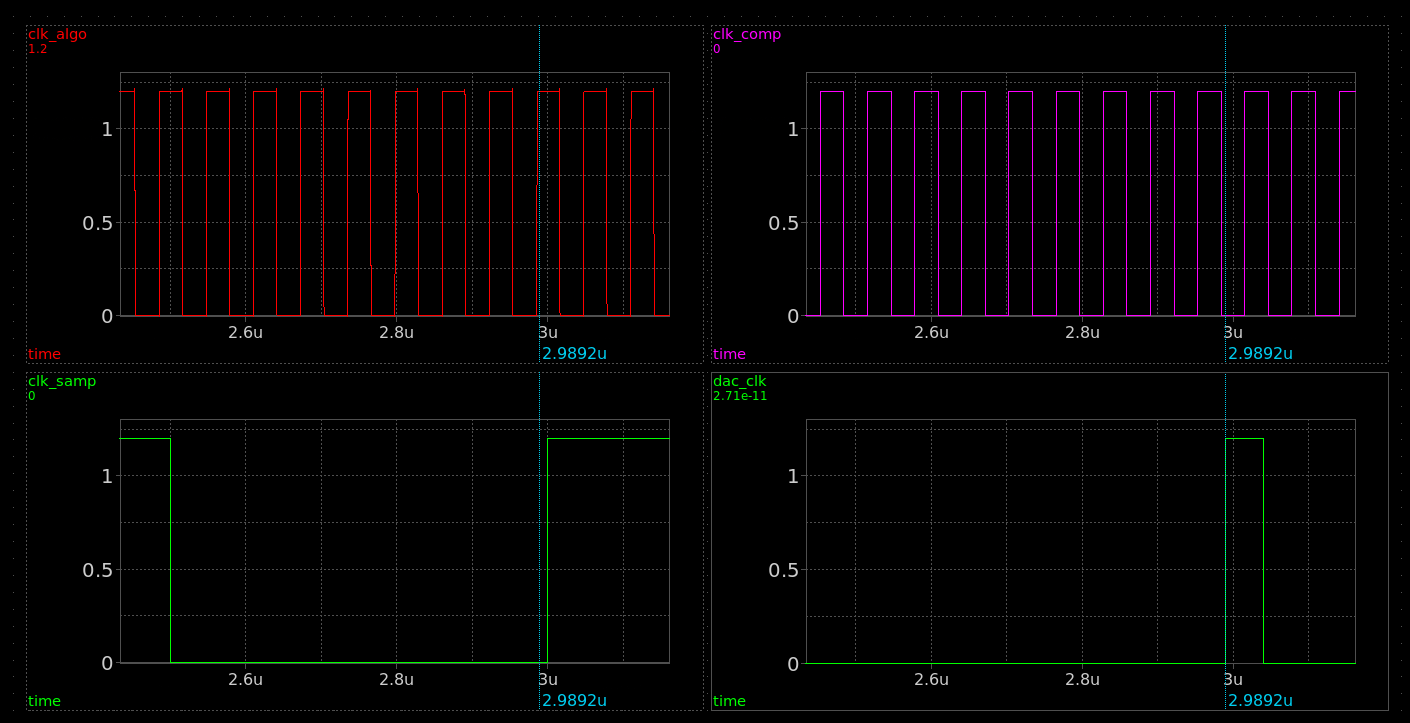 clk_algo
1.2
1
0.5
0
2.6u 2.8u 3u
time 2.9892u
clk_comp
0
1
0.5
0
2.6u 2.8u 3u
time 2.9892u
clk_samp
0
1
0.5
0
2.6u 2.8u 3u
time 2.9892u
dac_clk
2.71e-11
1
0.5
0
2.6u 2.8u 3u
time 2.9892u